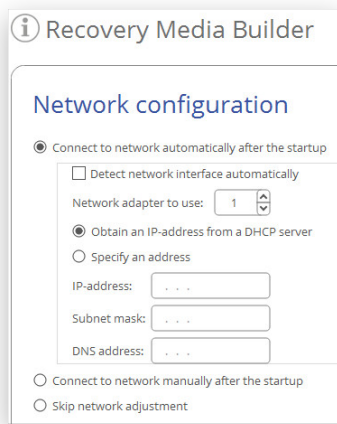 Recovery Media Builder
Network configuration
Connect to network automatically after the startup
Detect network interface automatically
Network adapter to use: 1
Obtain an IP-address from a DHCP server
Specify an address
IP-address: . . .
Subnet mask: . . .
DNS address: . . .
Connect to network manually after the startup
Skip network adjustment